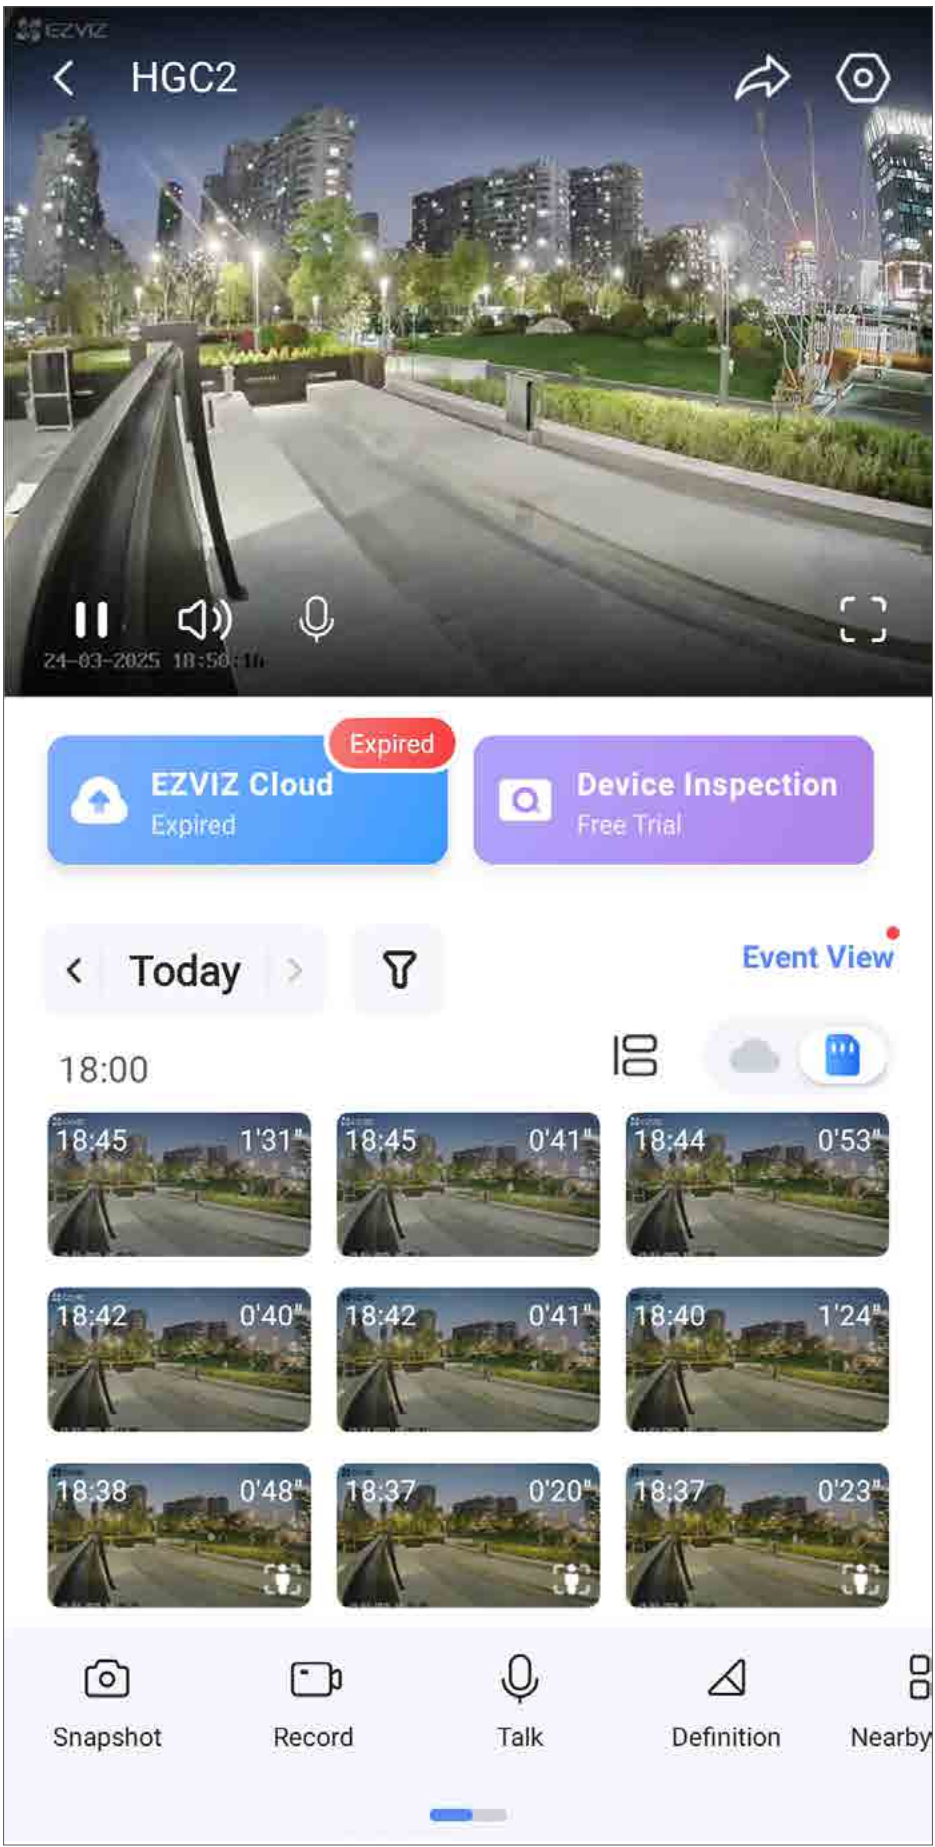 EZVIZ
HGC2
24-03-2025 18:50:
Expired
EZVIZ Cloud
Expired
Device Inspection
Free Trial
Today
Event View
18:00
18:45 1'31" 18:45 0'41" 18:44 0'53"
18:42 0'40" 18:42 0'41" 18:40 1'24"
18:38 0'48" 18:37 0'20" 18:37 0'23"
Snapshot Record Talk Definition Nearby